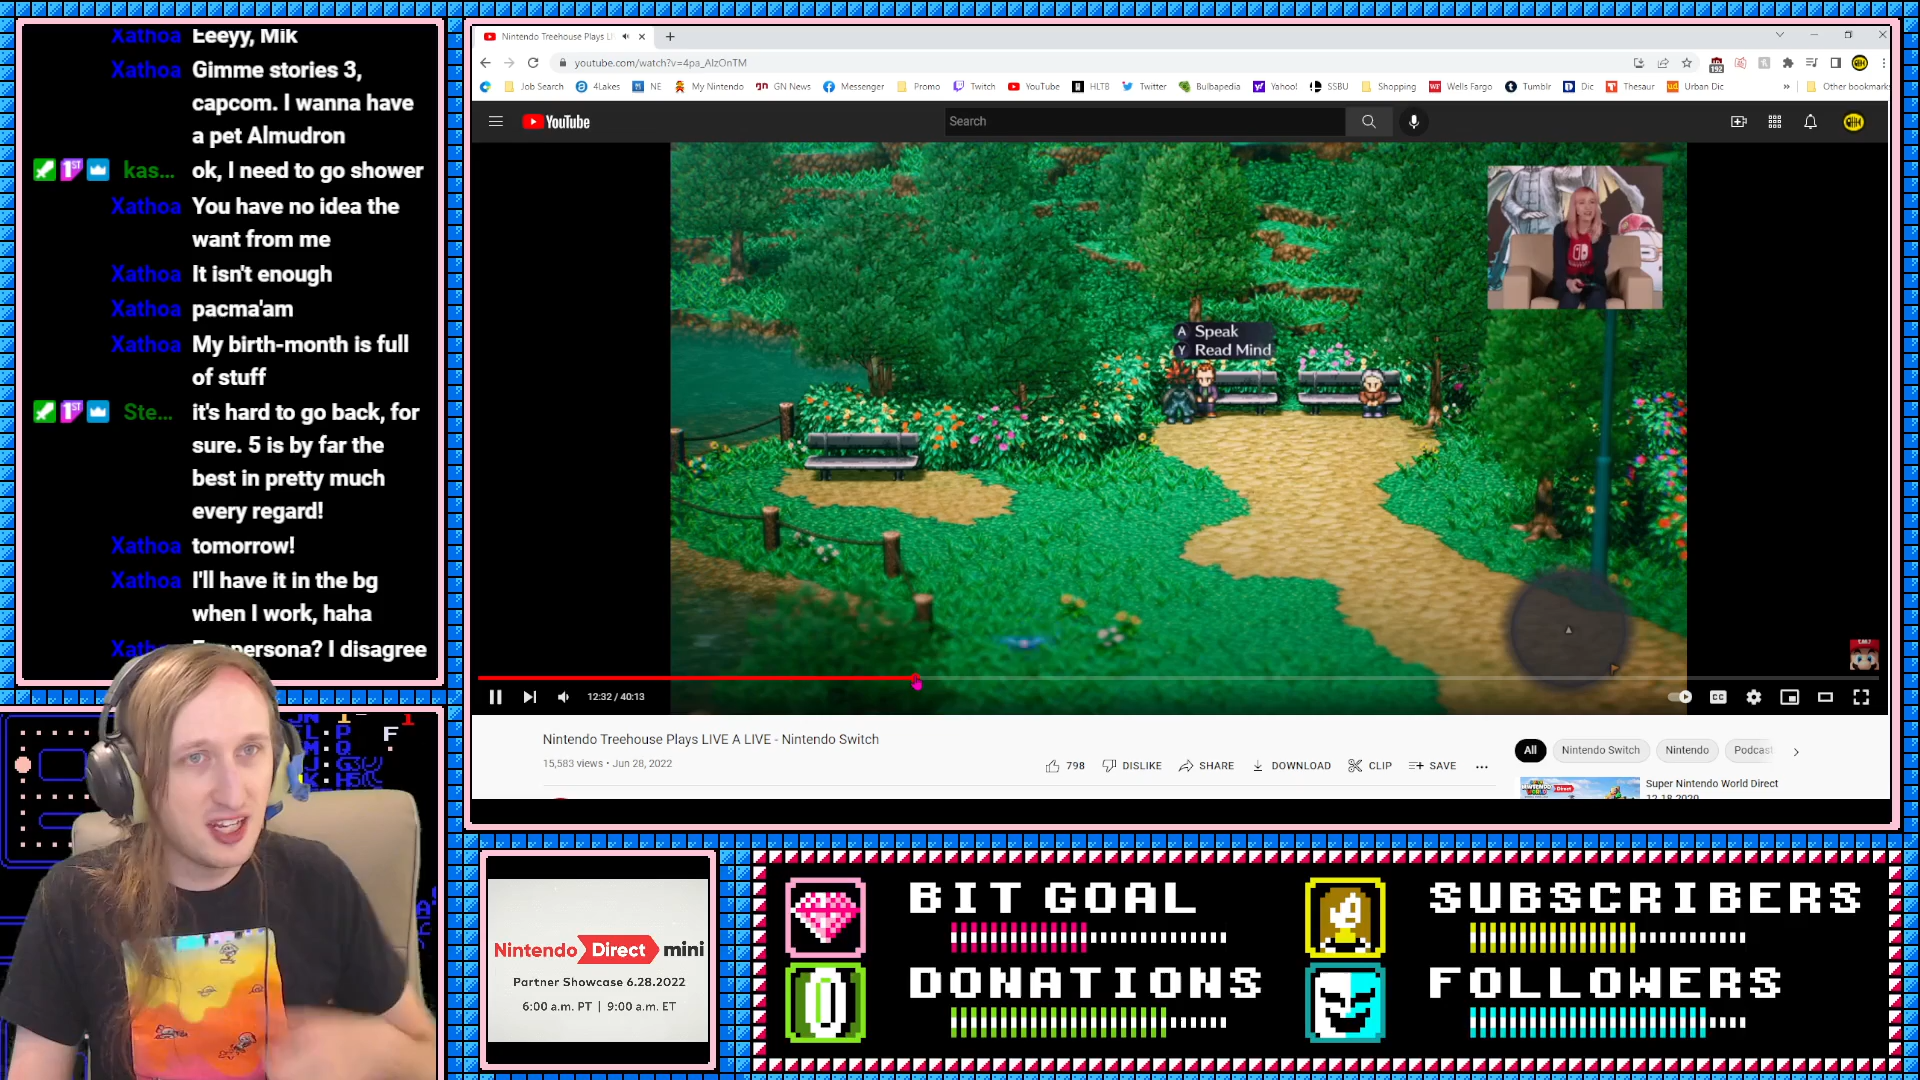 Xathoa Eeeyy, Mik
Xathoa Gimme stories 3,
capcom. I wanna have
a pet Almudron
1ST kas... ok, I need to go shower
Xathoa You have no idea the
want from me
Xathoa It isn't enough
Xathoa pacma'am
Xathoa My birth-month is full
of stuff
1ST Ste... it's hard to go back, for
sure. 5 is by far the
best in pretty much
every regard!
Xathoa tomorrow!
Xathoa I'll have it in the bg
when I work, haha
persona? I disagree
Nintendo Treehouse Plays LI
youtube.com/watch?v=4pa_AlzOnTM
192
Job Search 4Lakes NE My Nintendo GN News Messenger Promo Twitch YouTube HLTB Twitter Bulbapedia Yahoo! SSBU Shopping Wells Fargo Tumblr Dic Thesaur Urban Dic » Other bookmarks
YouTube
Search
A Speak
Y Read Mind
12:32 / 40:13
CC
Nintendo Treehouse Plays LIVE A LIVE - Nintendo Switch
15,583 views • Jun 28, 2022
798 DISLIKE SHARE DOWNLOAD CLIP SAVE ...
All Nintendo Switch Nintendo Podcast
Super Nintendo World Direct
12.18.2020
Nintendo Direct mini
Partner Showcase 6.28.2022
6:00 a.m. PT | 9:00 a.m. ET
BIT GOAL
SUBSCRIBERS
DONATIONS
FOLLOWERS